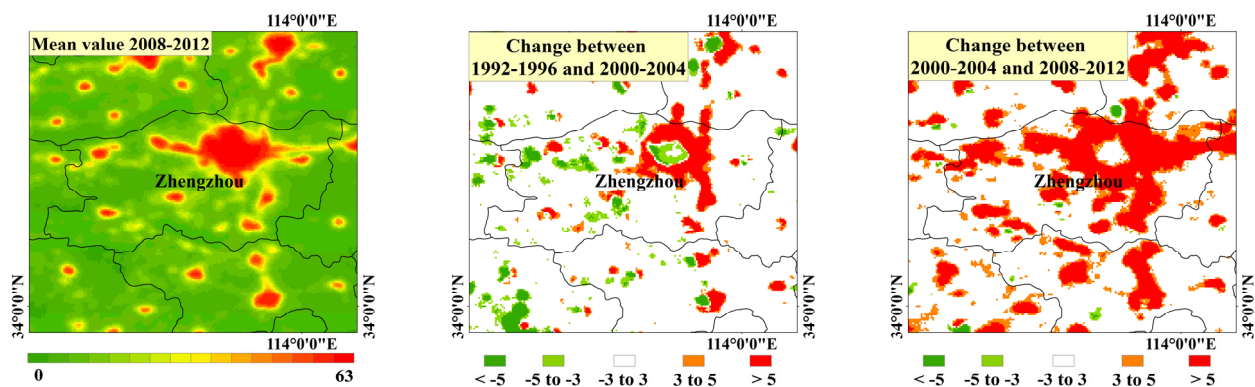 114°0'0"E
Mean value 2008-2012
Zhengzhou
34°0'0"N
34°0'0"N
114°0'0"E
0 63
114°0'0"E
Change between
1992-1996 and 2000-2004
Zhengzhou
34°0'0"N
34°0'0"N
114°0'0"E
< -5 -5 to -3 -3 to 3 3 to 5 > 5
114°0'0"E
Change between
2000-2004 and 2008-2012
Zhengzhou
34°0'0"N
34°0'0"N
114°0'0"E
< -5 -5 to -3 -3 to 3 3 to 5 > 5